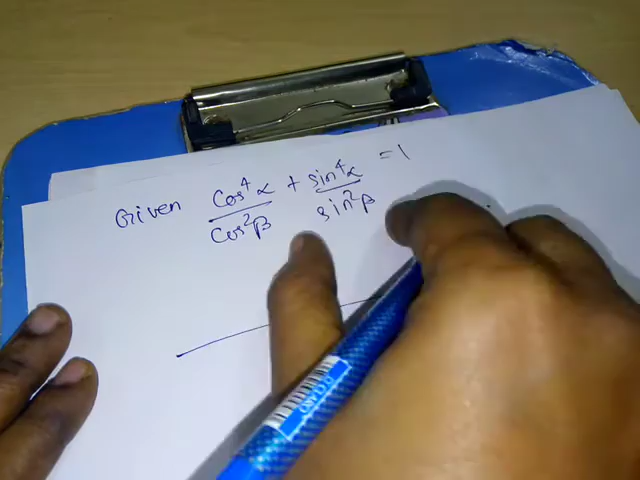 Given cos⁴α/cos²β + sin⁴α/sin²β = 1